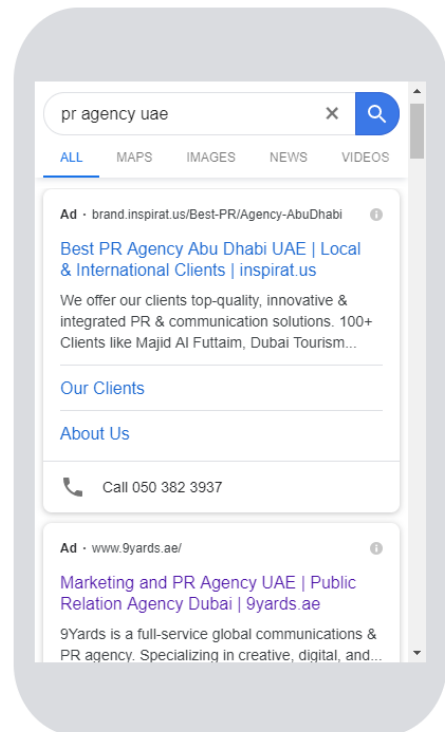 pr agency uae
ALL MAPS IMAGES NEWS VIDEOS
Ad · brand.inspirat.us/Best-PR/Agency-AbuDhabi
Best PR Agency Abu Dhabi UAE | Local
& International Clients | inspirat.us
We offer our clients top-quality, innovative &
integrated PR & communication solutions. 100+
Clients like Majid Al Futtaim, Dubai Tourism...
Our Clients
About Us
Call 050 382 3937
Ad · www.9yards.ae/
Marketing and PR Agency UAE | Public
Relation Agency Dubai | 9yards.ae
9Yards is a full-service global communications &
PR agency. Specializing in creative, digital, and...